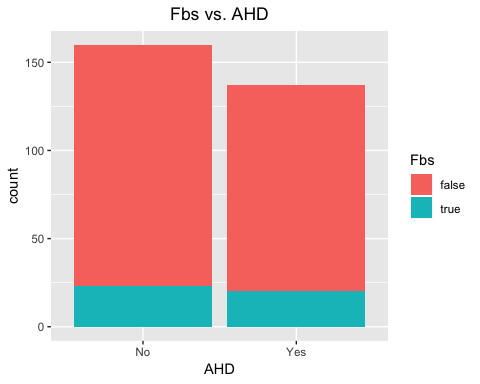 Fbs vs. AHD
150
100
50
0
count
No Yes
AHD
Fbs
false
true